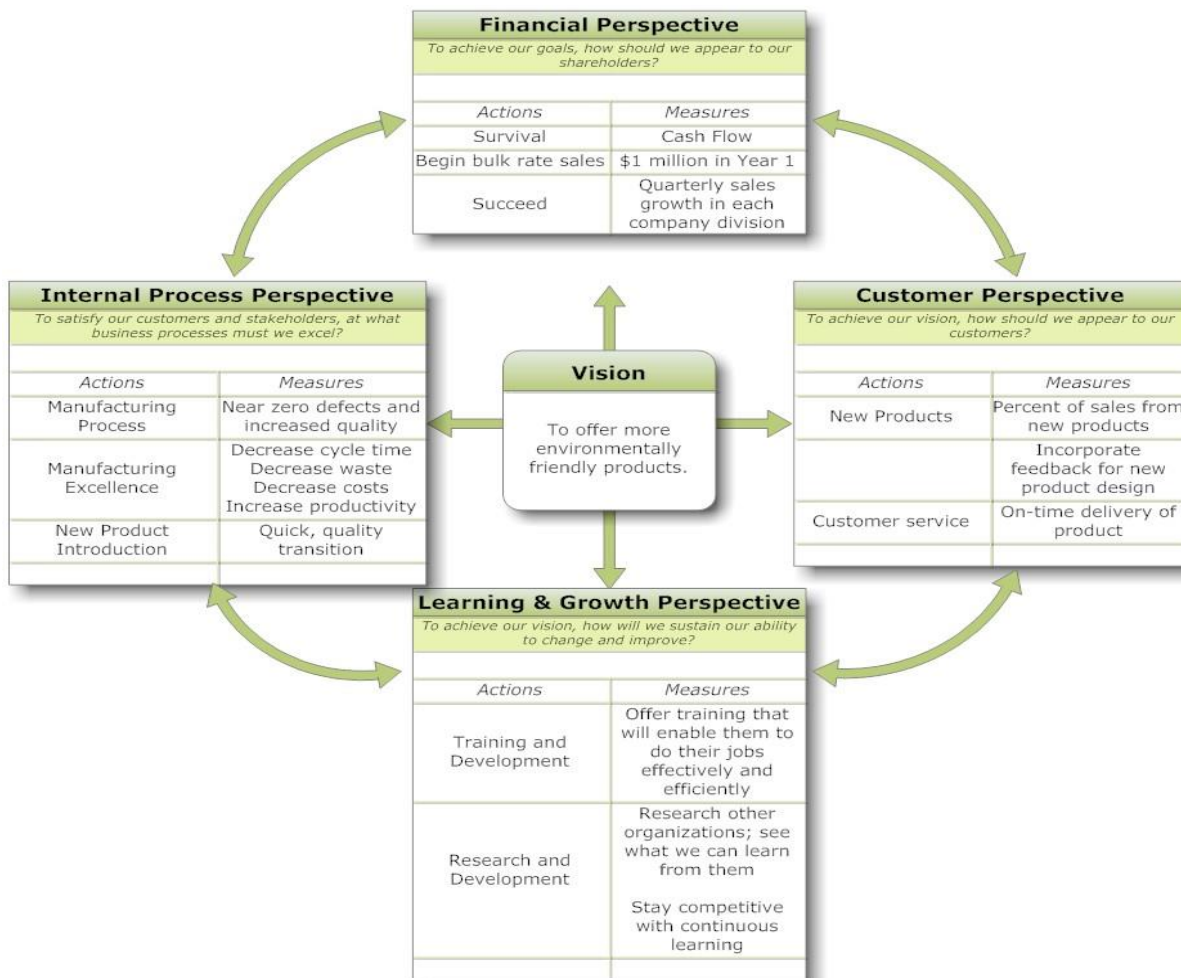 Financial Perspective
To achieve our goals, how should we appear to our
shareholders?
Actions
Measures
Survival
Cash Flow
Begin bulk rate sales
$1 million in Year 1
Succeed
Quarterly sales
growth in each
company division
Internal Process Perspective
To satisfy our customers and stakeholders, at what
business processes must we excel?
Actions
Measures
Manufacturing
Process
Near zero defects and
increased quality
Manufacturing
Excellence
Decrease cycle time
Decrease waste
Decrease costs
Increase productivity
New Product
Introduction
Quick, quality
transition
Vision
To offer more
environmentally
friendly products.
Customer Perspective
To achieve our vision, how should we appear to our
customers?
Actions
Measures
New Products
Percent of sales from
new products
Incorporate
feedback for new
product design
Customer service
On-time delivery of
product
Learning & Growth Perspective
To achieve our vision, how will we sustain our ability
to change and improve?
Actions
Measures
Training and
Development
Offer training that
will enable them to
do their jobs
effectively and
efficiently
Research and
Development
Research other
organizations; see
what we can learn
from them
Stay competitive
with continuous
learning